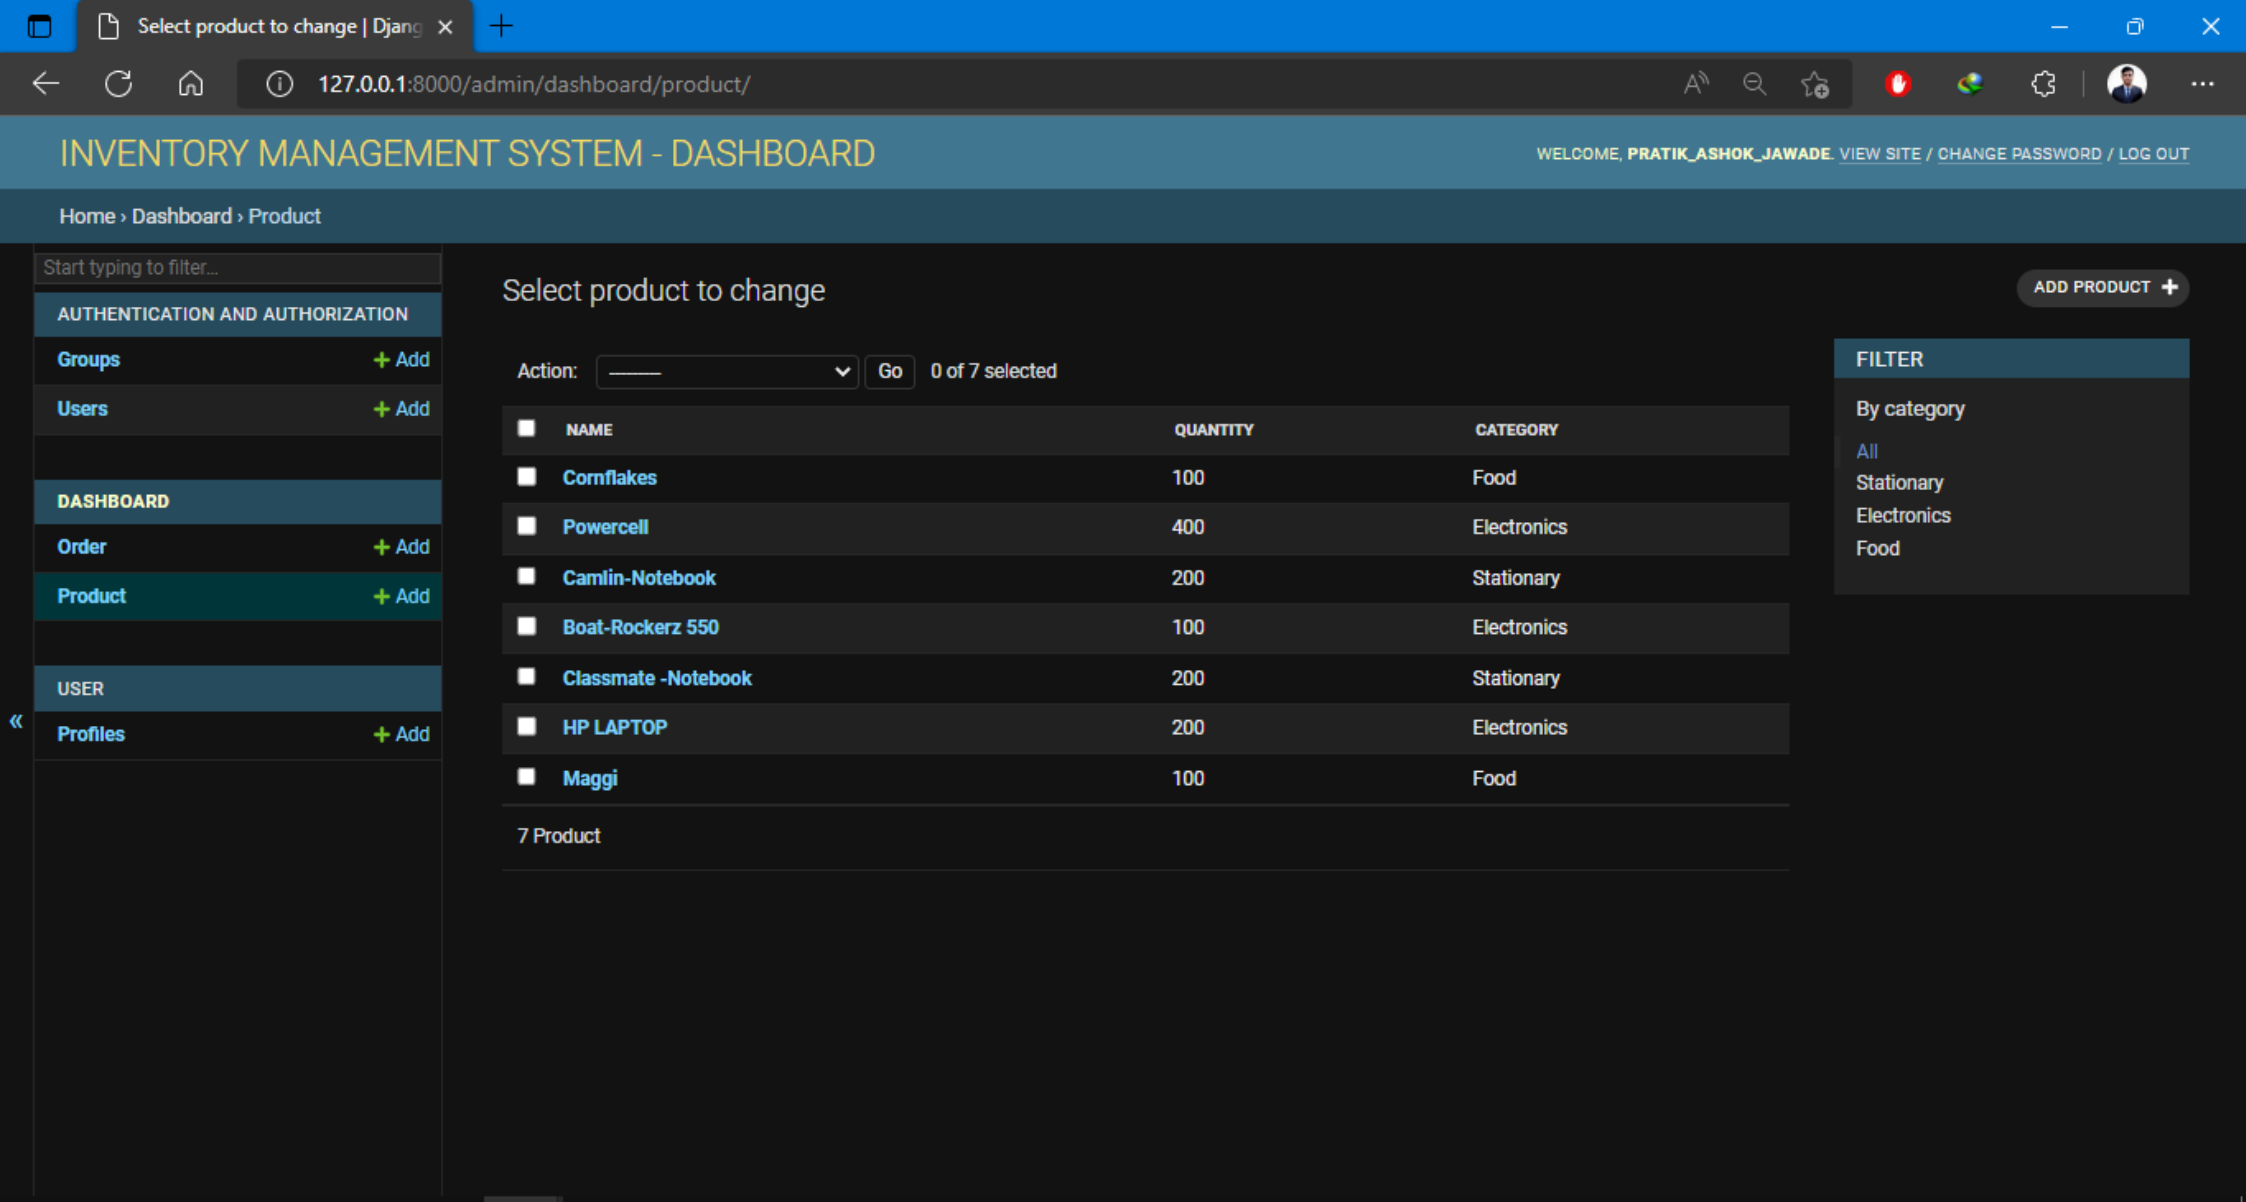 Select product to change | Djang
127.0.0.1:8000/admin/dashboard/product/
INVENTORY MANAGEMENT SYSTEM - DASHBOARD
WELCOME, PRATIK_ASHOK_JAWADE. VIEW SITE / CHANGE PASSWORD / LOG OUT
Home › Dashboard › Product
Start typing to filter...
AUTHENTICATION AND AUTHORIZATION
Groups + Add
Users + Add
DASHBOARD
Order + Add
Product + Add
USER
Profiles + Add
«
Select product to change
ADD PRODUCT +
Action: --------- Go 0 of 7 selected
NAME QUANTITY CATEGORY
Cornflakes 100 Food
Powercell 400 Electronics
Camlin-Notebook 200 Stationary
Boat-Rockerz 550 100 Electronics
Classmate -Notebook 200 Stationary
HP LAPTOP 200 Electronics
Maggi 100 Food
7 Product
FILTER
By category
All
Stationary
Electronics
Food